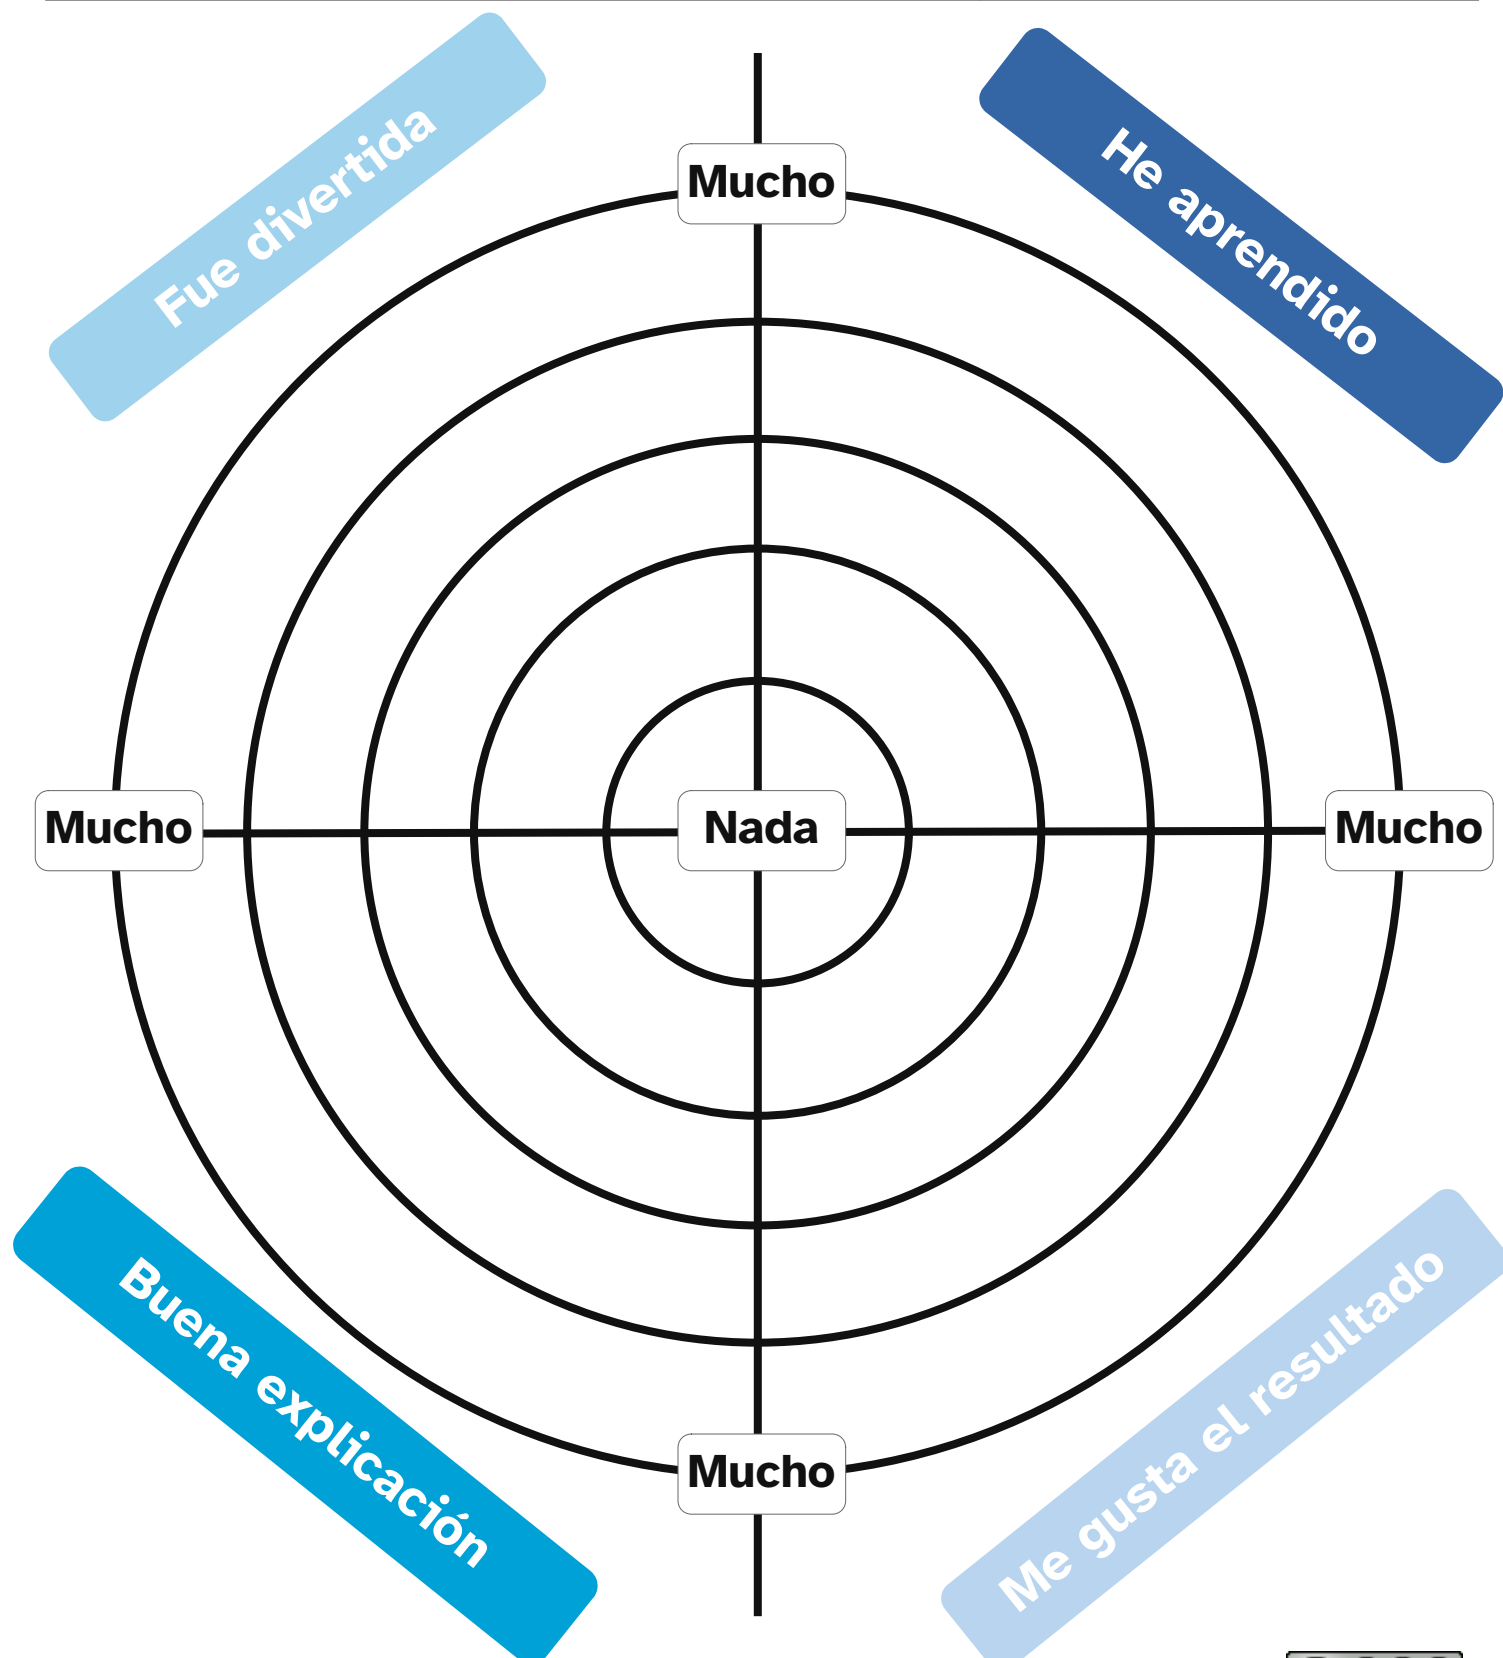 Fue divertida
He aprendido
Mucho
Mucho
Nada
Mucho
Buena explicación
Me gusta el resultado
Mucho